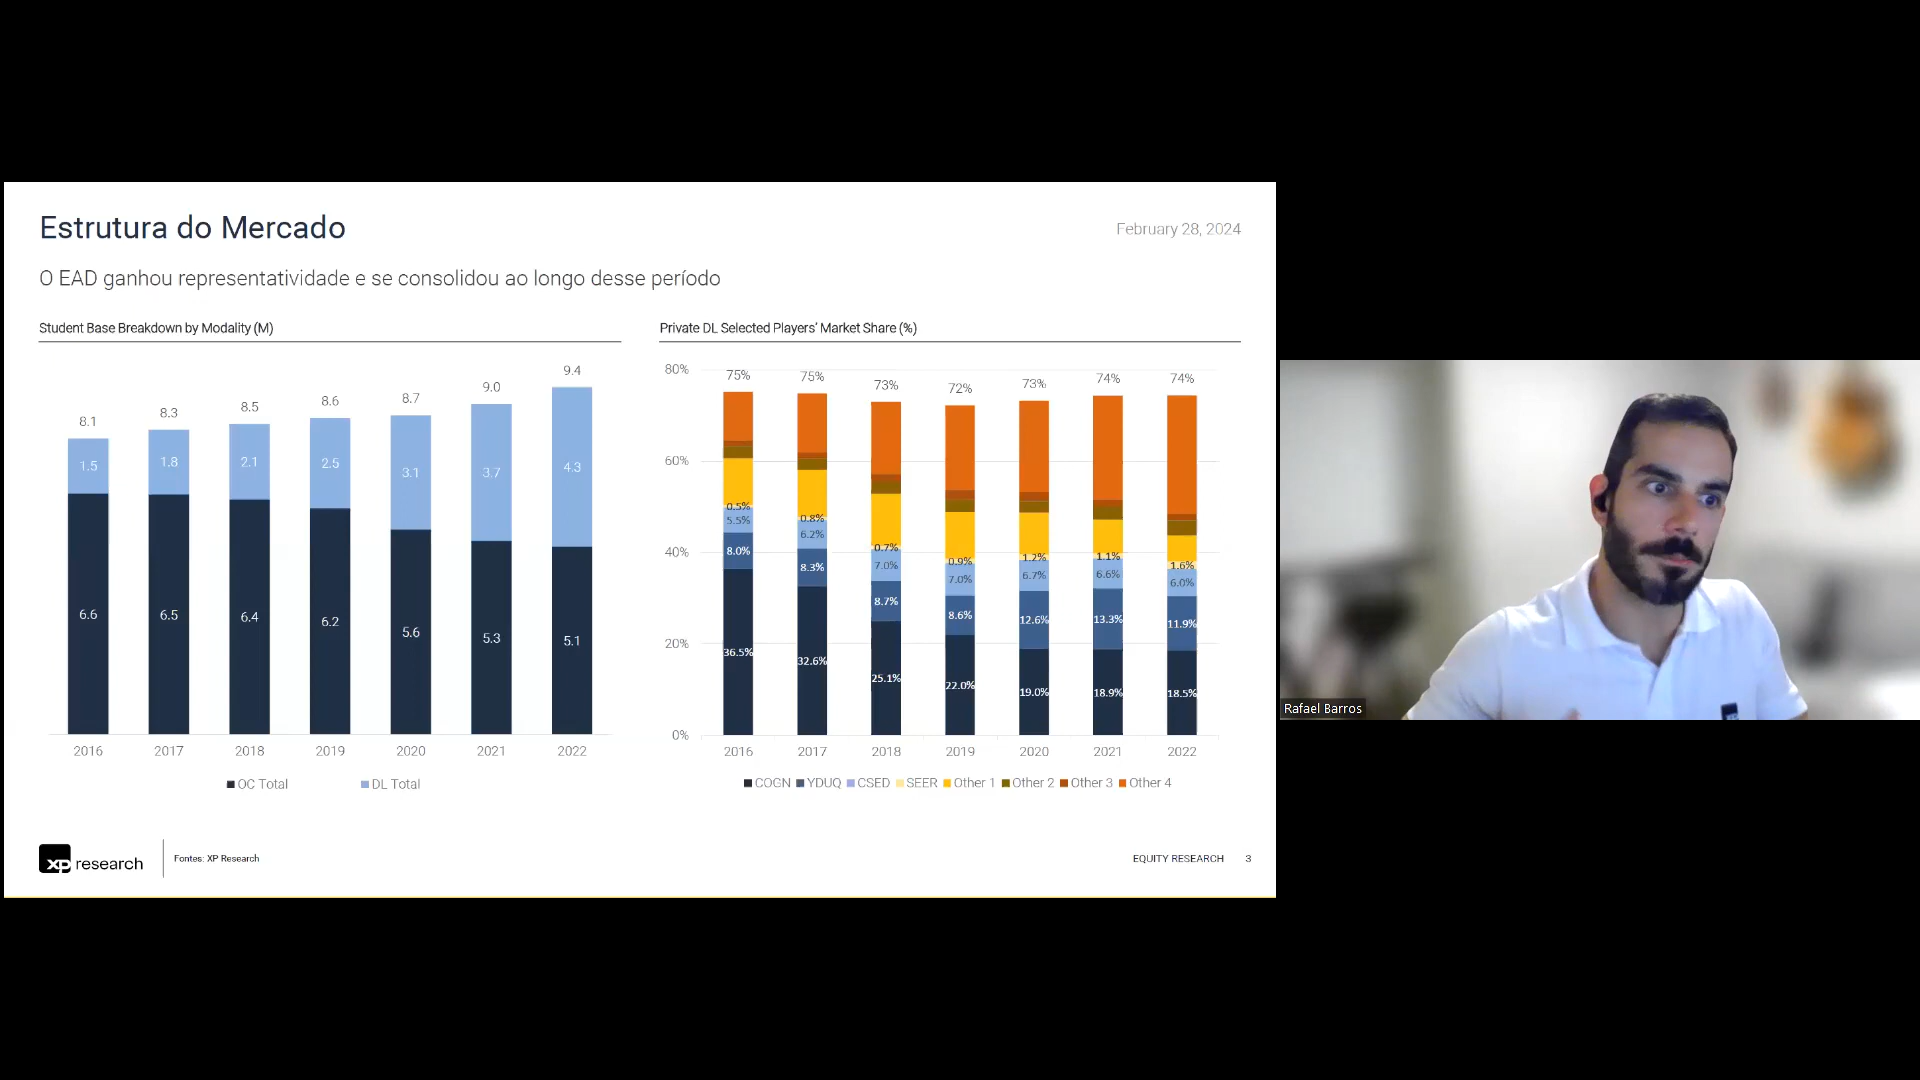 Estrutura do Mercado
February 28, 2024
O EAD ganhou representatividade e se consolidou ao longo desse período
Student Base Breakdown by Modality (M)
8.1 8.3 8.5 8.6 8.7 9.0 9.4
1.5 1.8 2.1 2.5 3.1 3.7 4.3
6.6 6.5 6.4 6.2 5.6 5.3 5.1
2016 2017 2018 2019 2020 2021 2022
OC Total DL Total
Private DL Selected Players' Market Share (%)
80%
60%
40%
20%
0%
75% 75% 73% 72% 73% 74% 74%
0.5% 0.8% 0.7% 0.9% 1.2% 1.1% 1.6%
5.5% 6.2% 7.0% 7.0% 6.7% 6.6% 6.0%
8.0% 8.3% 8.7% 8.6% 12.6% 13.3% 11.9%
36.5% 32.6% 25.1% 22.0% 19.0% 18.9% 18.5%
2016 2017 2018 2019 2020 2021 2022
COGN YDUQ CSED SEER Other 1 Other 2 Other 3 Other 4
xp research
Fontes: XP Research
EQUITY RESEARCH 3
Rafael Barros